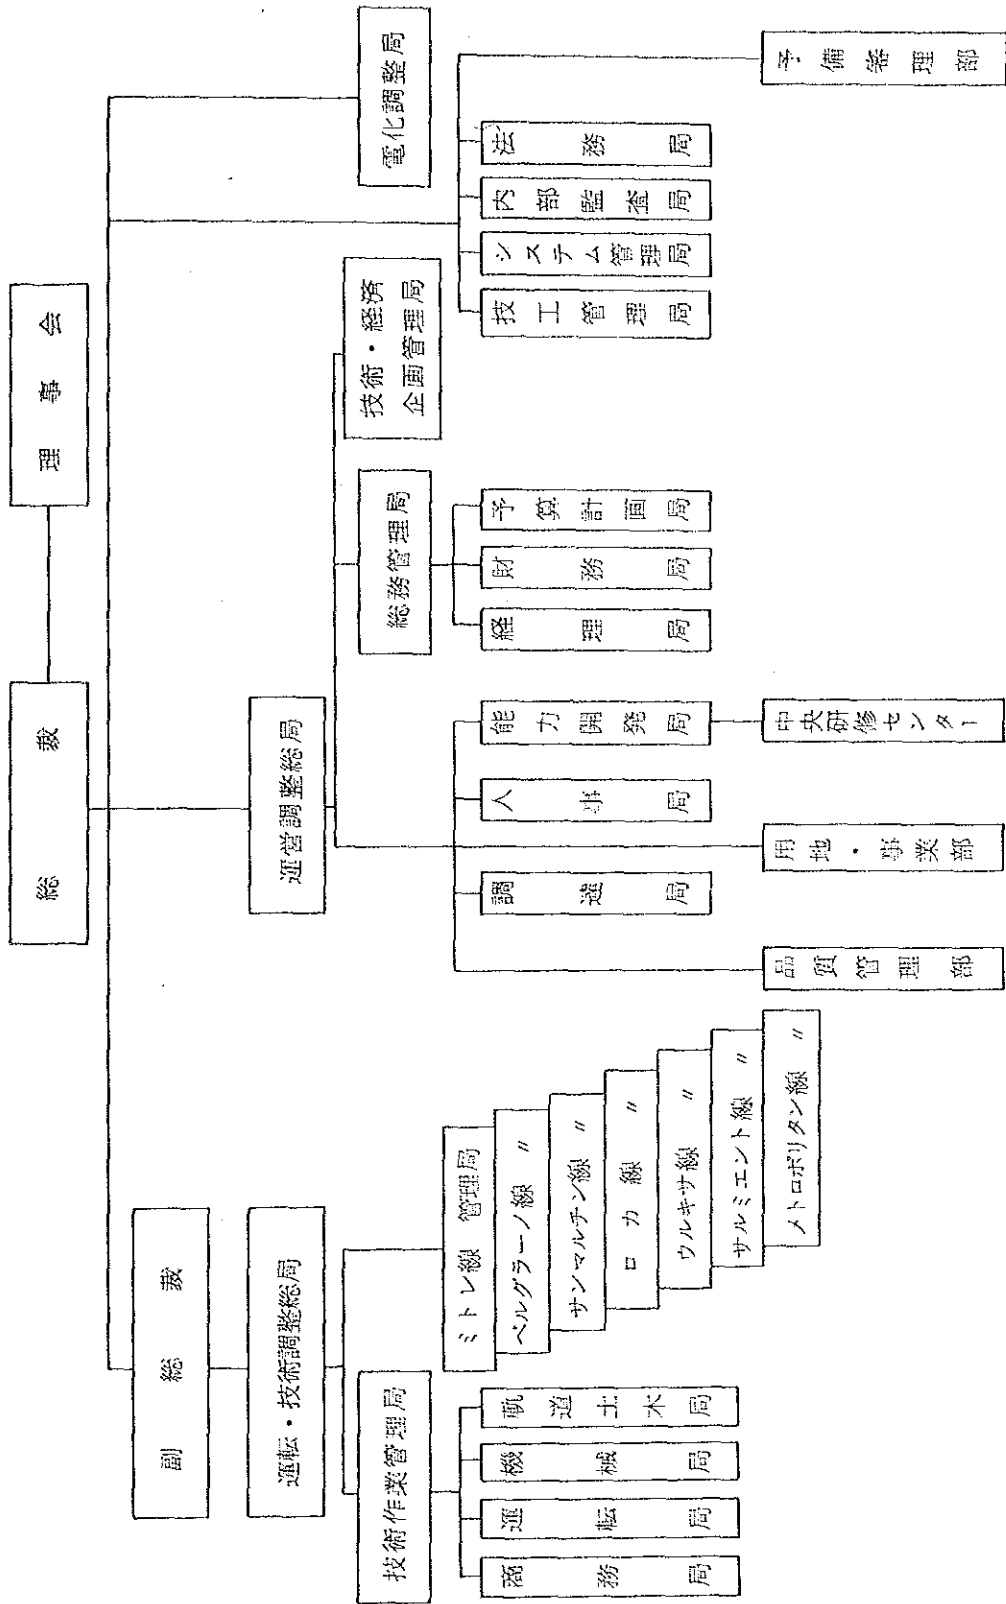 理事会
総裁
副総裁
運転・技術調整総局
運営調整総局
電化調整局
技術作業管理局
商務局
運転局
機械局
軌道土木局
ミトレ線 管理局
ベルグラーノ線 〃
サンマルチン線 〃
ロカ線 〃
ウルキサ線 〃
サルミエント線 〃
メトロポリタン線 〃
品質管理部
調達局
人事局
能力開発局
中央研修センター
用地・事業部
総務管理局
経理局
財務局
予算計画局
技術・経済
企画管理局
技工管理局
システム管理局
内部監査局
法務局
予備審理部